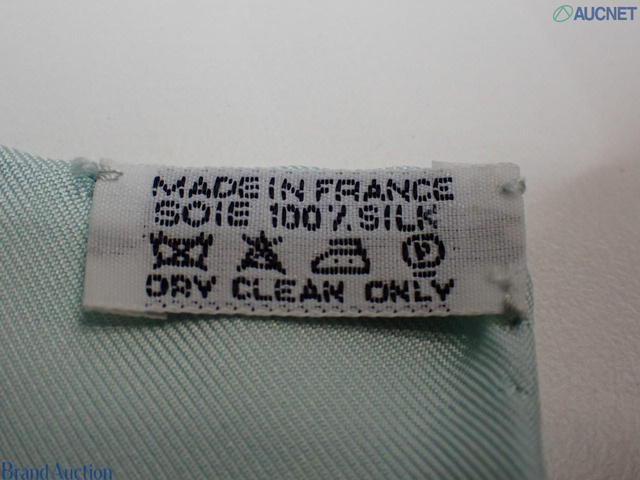 AUCNET
MADE IN FRANCE
SOIE 100% SILK
P
DRY CLEAN ONLY
Brand Auction